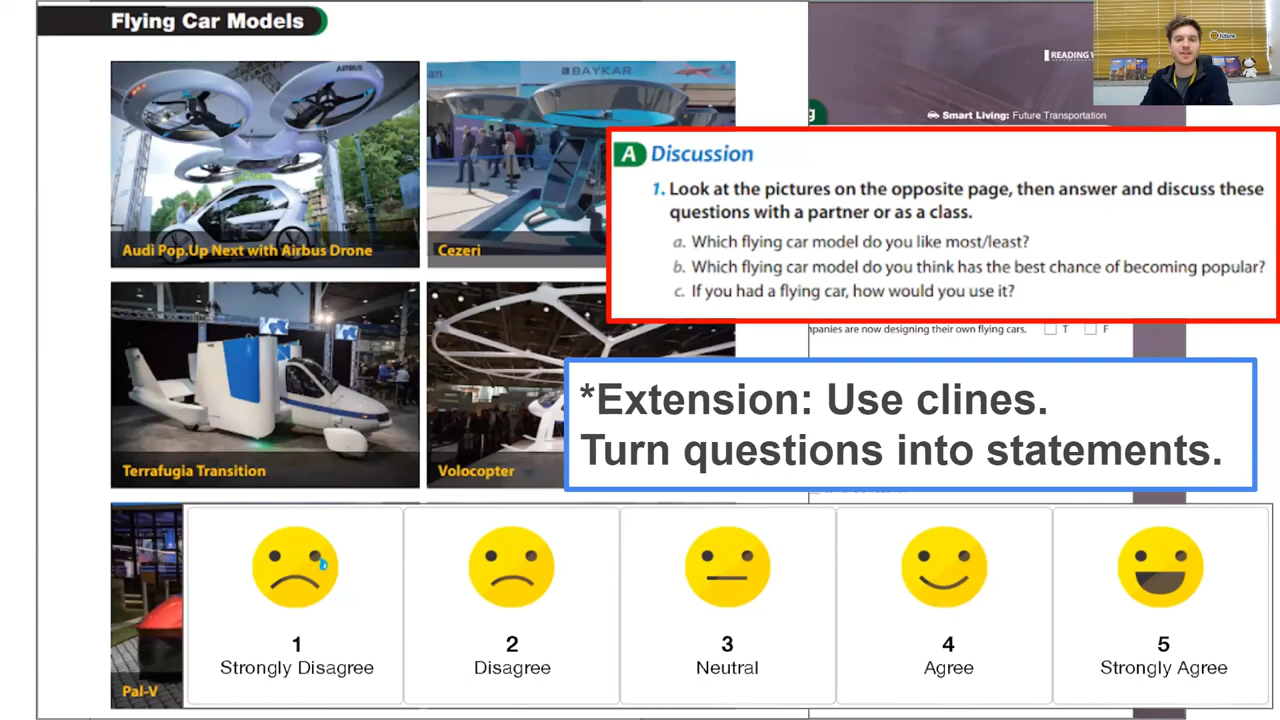 Flying Car Models
AIRBUS
BAYKAR
future
READING
Smart Living: Future Transportation
Audi Pop.Up Next with Airbus Drone
Cezeri
A Discussion
1. Look at the pictures on the opposite page, then answer and discuss these
questions with a partner or as a class.
a. Which flying car model do you like most/least?
b. Which flying car model do you think has the best chance of becoming popular?
c. If you had a flying car, how would you use it?
are now designing their own flying cars. T F
Terrafugia Transition
Volocopter
*Extension: Use clines.
Turn questions into statements.
Pal-V
1
Strongly Disagree
2
Disagree
3
Neutral
4
Agree
5
Strongly Agree